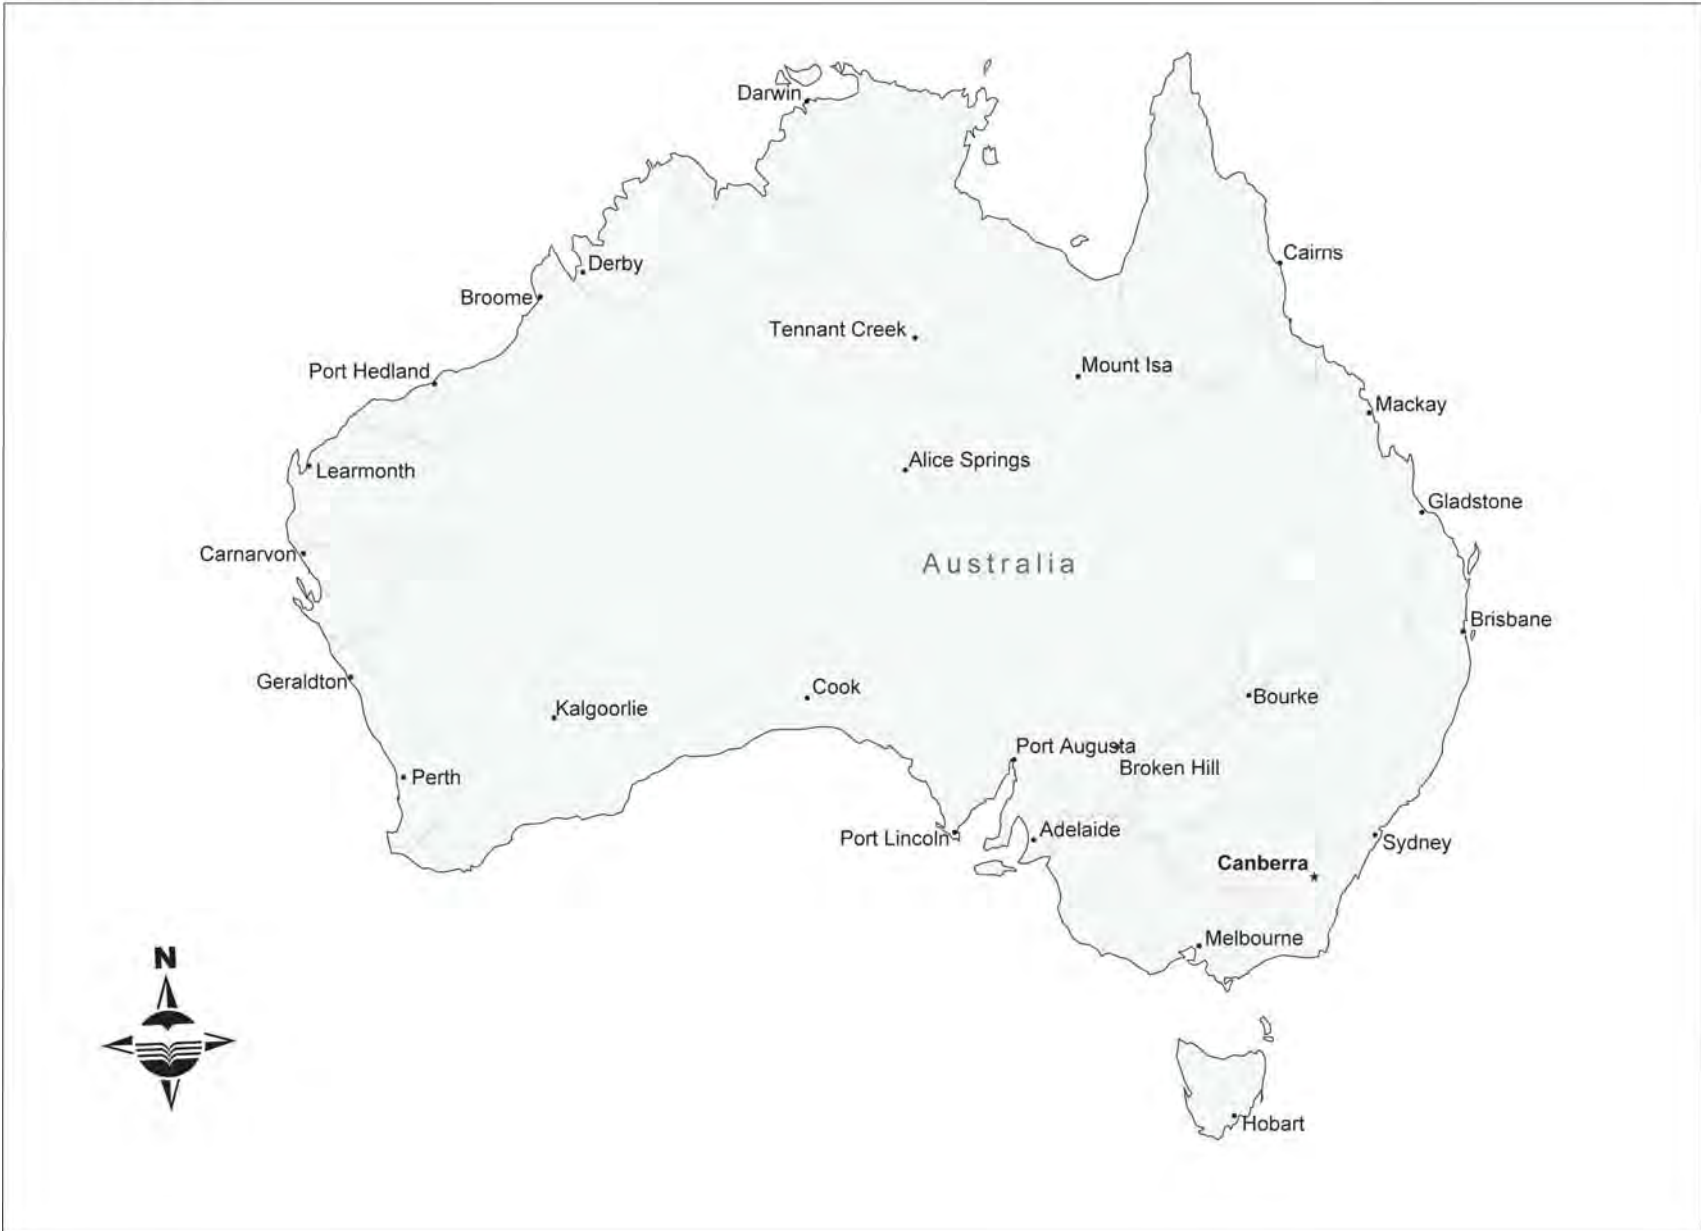 Darwin
Cairns
Derby
Broome
Tennant Creek
Mount Isa
Port Hedland
Mackay
Alice Springs
Learmonth
Gladstone
Carnarvon
Australia
Brisbane
Geraldton
Cook
Bourke
Kalgoorlie
Port Augusta
Broken Hill
Perth
Adelaide
Port Lincoln
Sydney
Canberra
Melbourne
N
Hobart